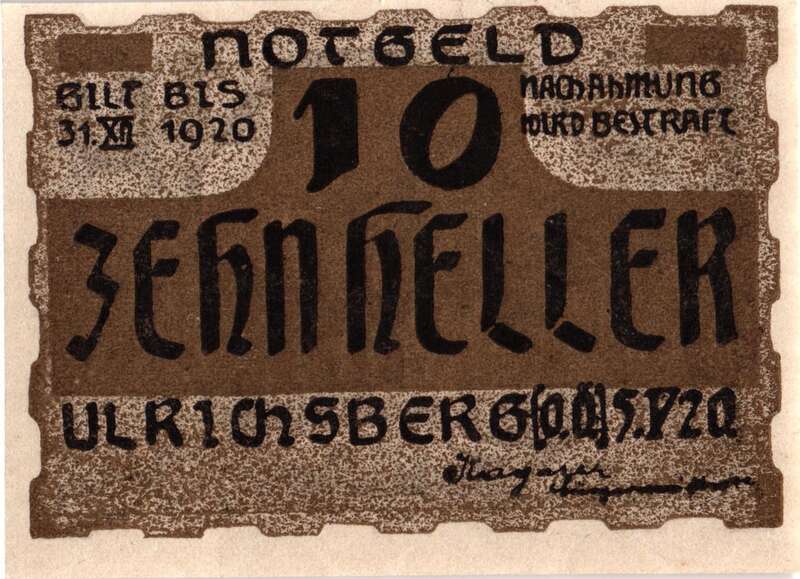 NOTGELD
GILT BIS
31. XII 1920
10
NACHAHMUNG
WIRD BESTRAFT
ZEHN HELLER
ULRICHSBERG (O.Ö.) 5.V 20.